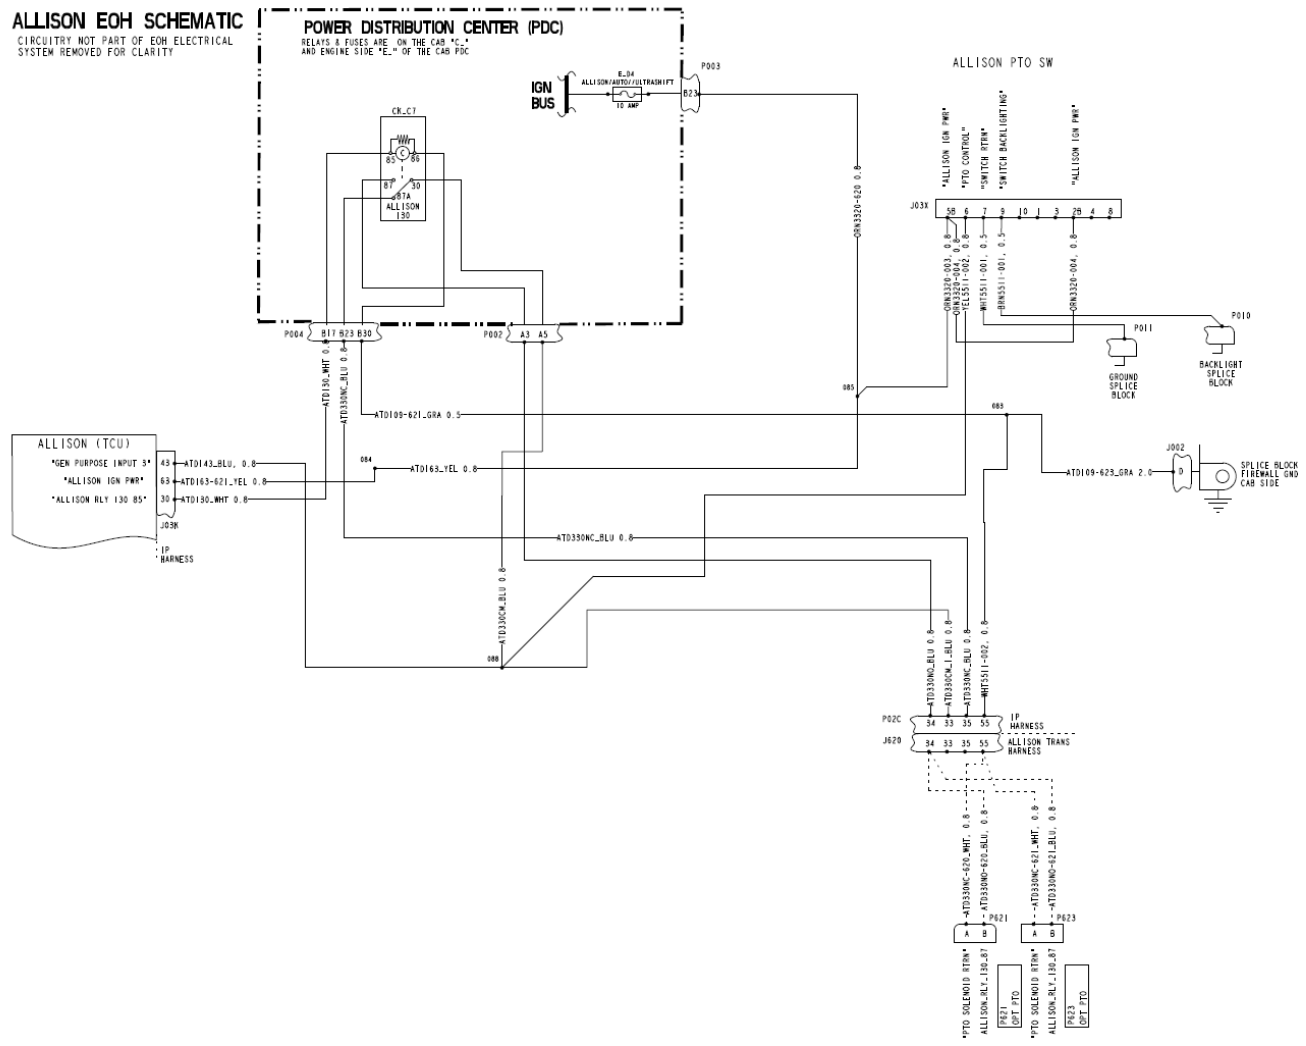 ALLISON EOH SCHEMATIC
CIRCUITRY NOT PART OF EOH ELECTRICAL
SYSTEM REMOVED FOR CLARITY
POWER DISTRIBUTION CENTER (PDC)
RELAYS & FUSES ARE ON THE CAB "C_"
AND ENGINE SIDE "E_" OF THE CAB PDC
IGN
BUS
E_D4
ALLISON/AUTO//ULTRASHIFT
10 AMP
B23
P003
CK_C7
85
C
86
87
30
87A
ALLISON
130
P004
B17 B23 B30
P002
A3 A5
ALLISON PTO SW
"ALLISON IGN PWR"
"PTO CONTROL"
"SWITCH RTRN"
"SWITCH BACKLIGHTING"
"ALLISON IGN PWR"
J03X
5B 6 7 9 10 1 3 2B 4 8
ORN3320-003, 0.8
ORN3320-004, 0.8
YEL5511-002, 0.8
WHT5511-001, 0.5
BRN5511-001, 0.5
ORN3320-004, 0.8
ORN3320-620 0.8
P011
GROUND
SPLICE
BLOCK
P010
BACKLIGHT
SPLICE
BLOCK
085
083
084
088
ATD130_WHT 0.8
ATD330NC_BLU 0.8
ATD109-621_GRA 0.5
ATD163_YEL 0.8
ALLISON (TCU)
"GEN PURPOSE INPUT 3"
43
ATD143_BLU, 0.8
"ALLISON IGN PWR"
63
ATD163-621_YEL 0.8
"ALLISON RLY 130 85"
30
ATD130_WHT 0.8
J03K
IP
HARNESS
ATD109-623_GRA 2.0
J002
D
SPLICE BLOCK
FIREWALL GND
CAB SIDE
ATD330NC_BLU 0.8
ATD330CM_BLU 0.8
ATD330NO_BLU 0.8
ATD330CM_1_BLU 0.8
ATD330NC_BLU 0.8
WHT5511-002, 0.8
P02C
34 33 35 55
IP
HARNESS
J620
34 33 35 55
ALLISON TRANS
HARNESS
ATD330NC-620_WHT, 0.8
ATD330NO-620_BLU, 0.8
ATD330NC-621_WHT, 0.8
ATD330NO-621_BLU, 0.8
P621
A B
P623
A B
"PTO SOLENOID RTRN"
ALLISON_RLY_130_87
P621
OPT PTO
"PTO SOLENOID RTRN"
ALLISON_RLY_130_87
P623
OPT PTO